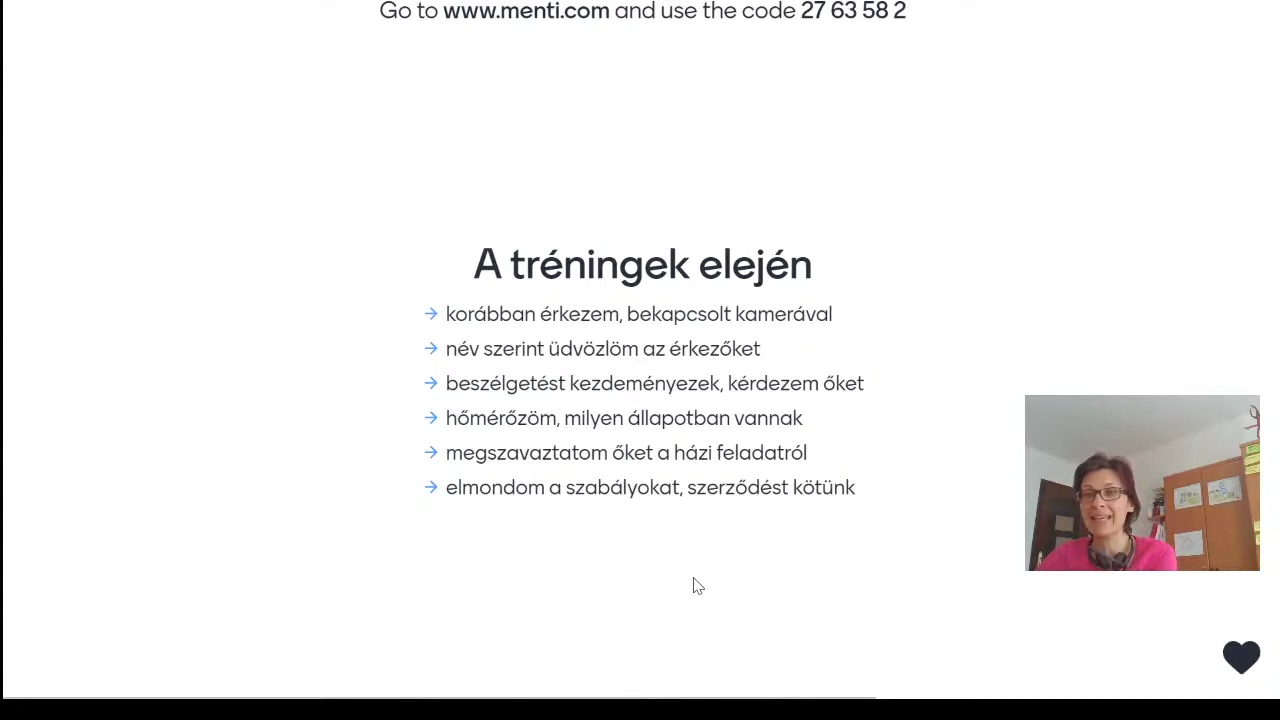 Go to www.menti.com and use the code 27 63 58 2
A tréningek elején
→ korábban érkezem, bekapcsolt kamerával
→ név szerint üdvözlöm az érkezőket
→ beszélgetést kezdeményezek, kérdezem őket
→ hőmérőzöm, milyen állapotban vannak
→ megszavaztatom őket a házi feladatról
→ elmondom a szabályokat, szerződést kötünk